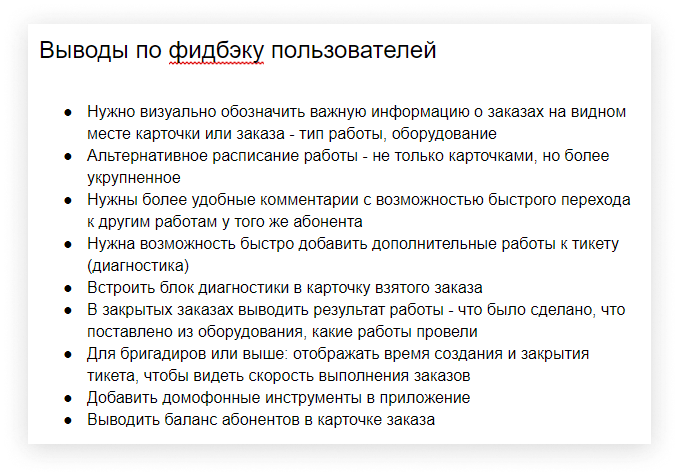 Выводы по фидбэку пользователей
● Нужно визуально обозначить важную информацию о заказах на видном
месте карточки или заказа - тип работы, оборудование
● Альтернативное расписание работы - не только карточками, но более
укрупненное
● Нужны более удобные комментарии с возможностью быстрого перехода
к другим работам у того же абонента
● Нужна возможность быстро добавить дополнительные работы к тикету
(диагностика)
● Встроить блок диагностики в карточку взятого заказа
● В закрытых заказах выводить результат работы - что было сделано, что
поставлено из оборудования, какие работы провели
● Для бригадиров или выше: отображать время создания и закрытия
тикета, чтобы видеть скорость выполнения заказов
● Добавить домофонные инструменты в приложение
● Выводить баланс абонентов в карточке заказа